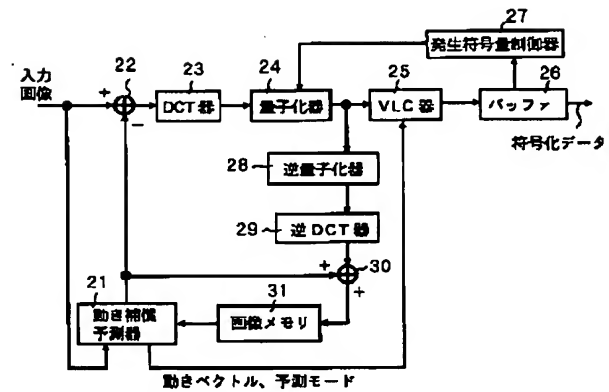 27
発生符号量制御器
入力
画像
+
22
23
24
25
26
DCT器
量子化器
VLC器
バッファ
−
符号化データ
28
逆量子化器
29
逆DCT器
+
30
+
21
31
動き補償
予測器
画像メモリ
動きベクトル、予測モード